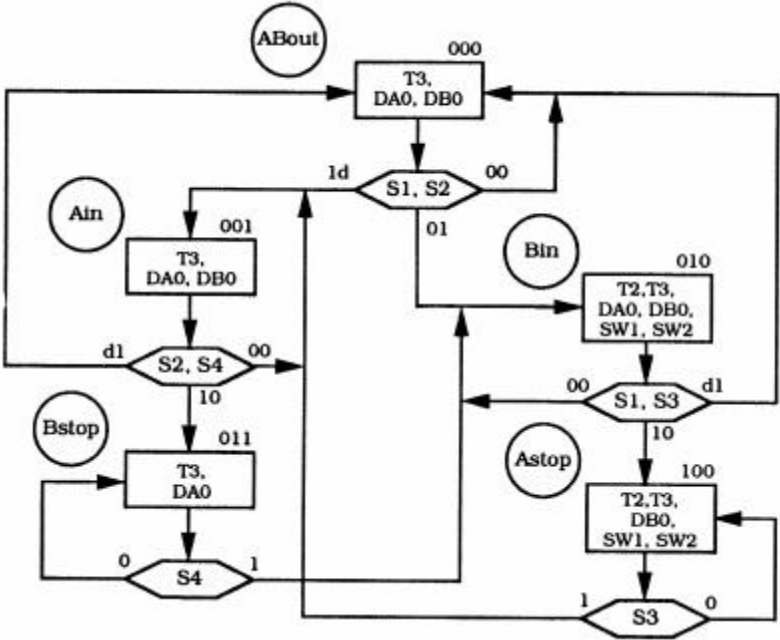 ABout
000
T3,
DA0, DB0
1d
S1, S2
00
01
Ain
001
T3,
DA0, DB0
Bin
010
T2,T3,
DA0, DB0,
SW1, SW2
d1
S2, S4
00
10
00
S1, S3
d1
10
Bstop
011
T3,
DA0
Astop
100
T2,T3,
DB0,
SW1, SW2
0
S4
1
1
S3
0